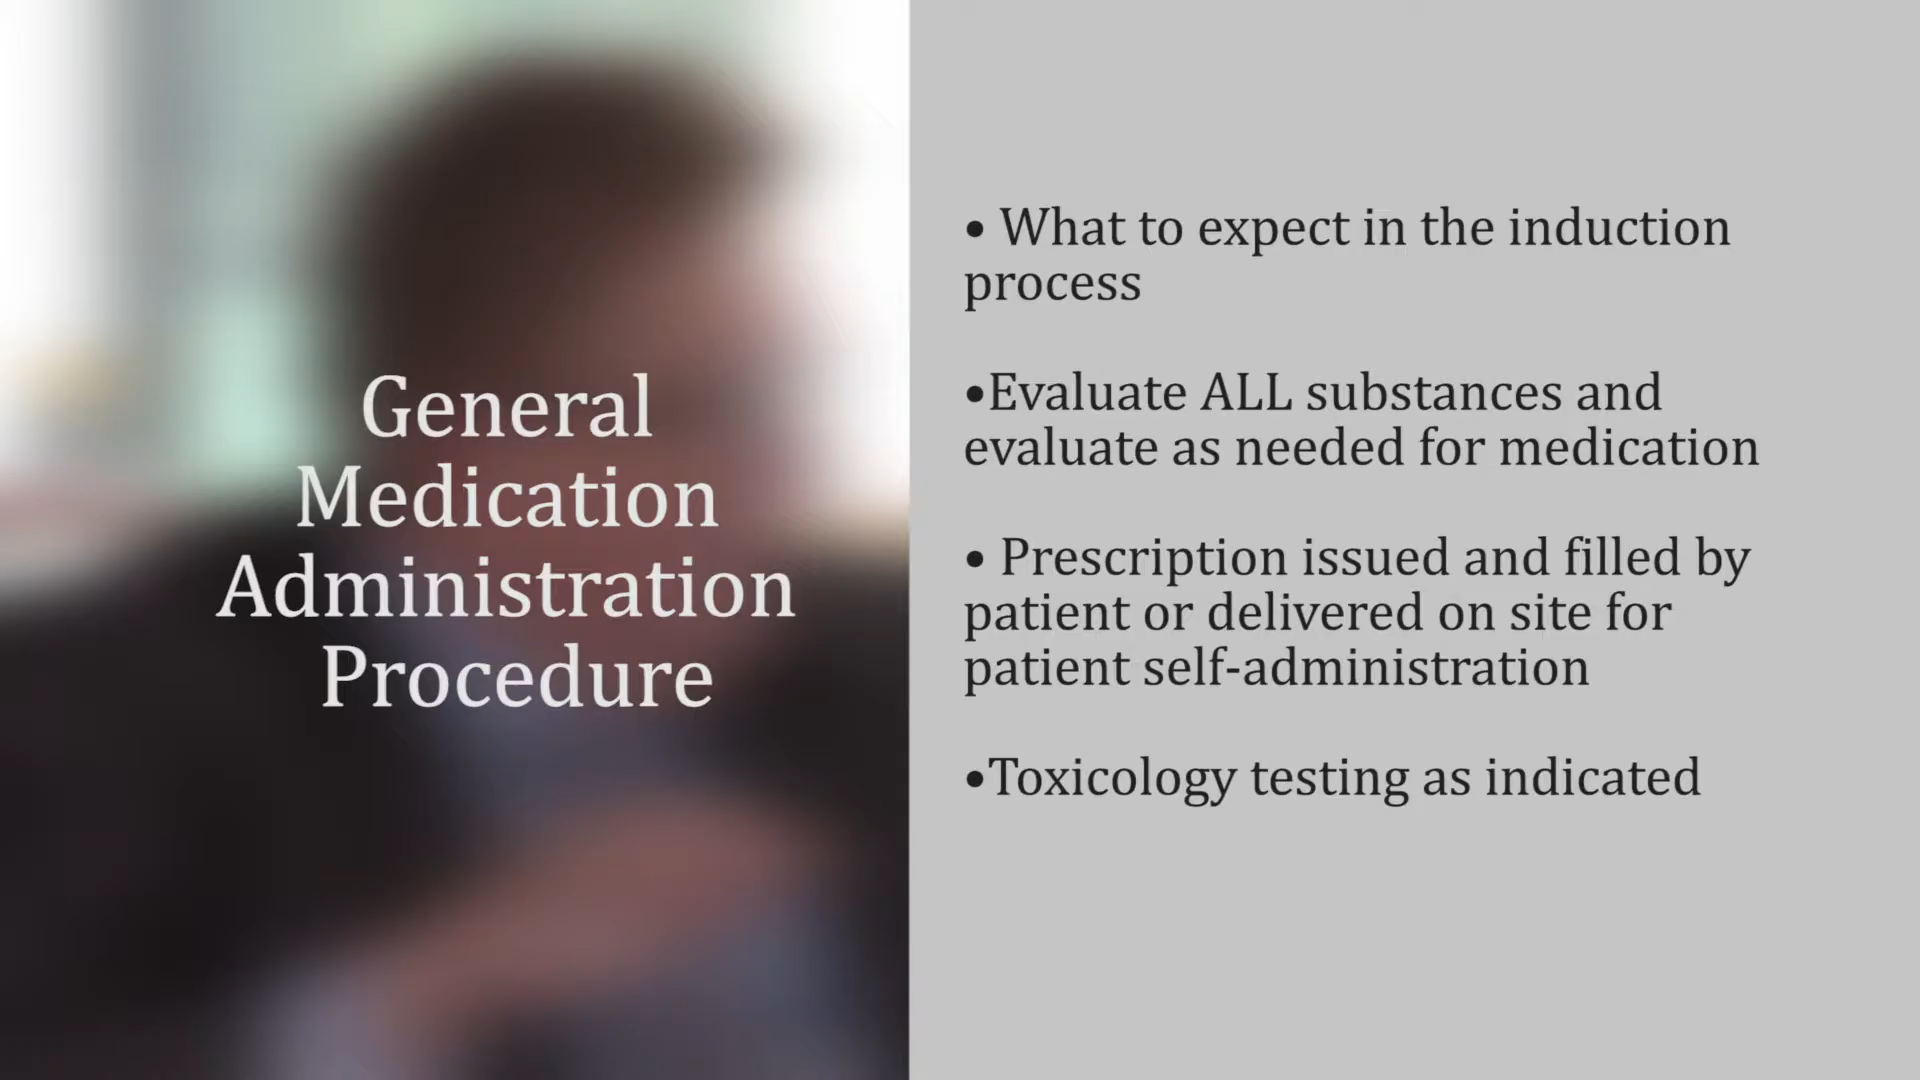 General
Medication
Administration
Procedure
• What to expect in the induction
process
•Evaluate ALL substances and
evaluate as needed for medication
• Prescription issued and filled by
patient or delivered on site for
patient self-administration
•Toxicology testing as indicated